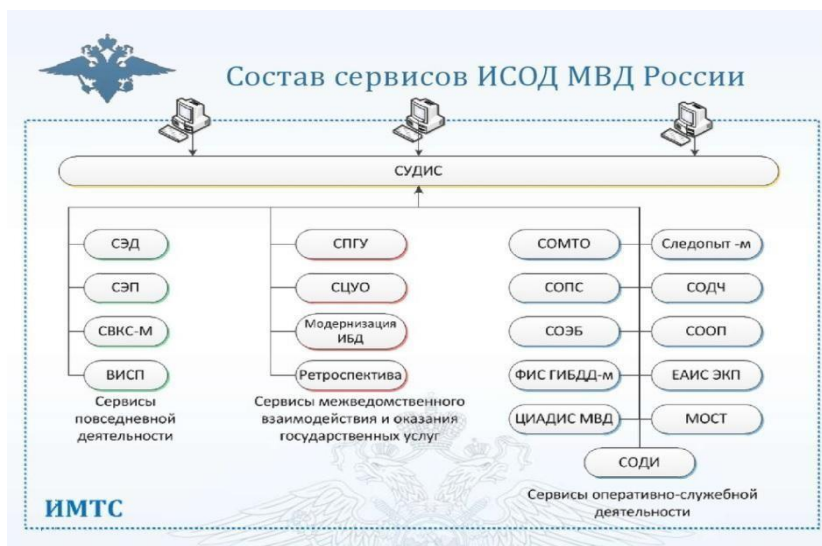 Состав сервисов ИСОД МВД России
СУДИС
СЭД
СЭП
СВКС-М
ВИСП
Сервисы
повседневной
деятельности
СПГУ
СЦУО
Модернизация
ИБД
Ретроспектива
Сервисы межведомственного
взаимодействия и оказания
государственных услуг
СОМТО
Следопыт -м
СОПС
СОДЧ
СОЭБ
СООП
ФИС ГИБДД-м
ЕАИС ЭКП
ЦИАДИС МВД
МОСТ
СОДИ
Сервисы оперативно-служебной
деятельности
ИМТС